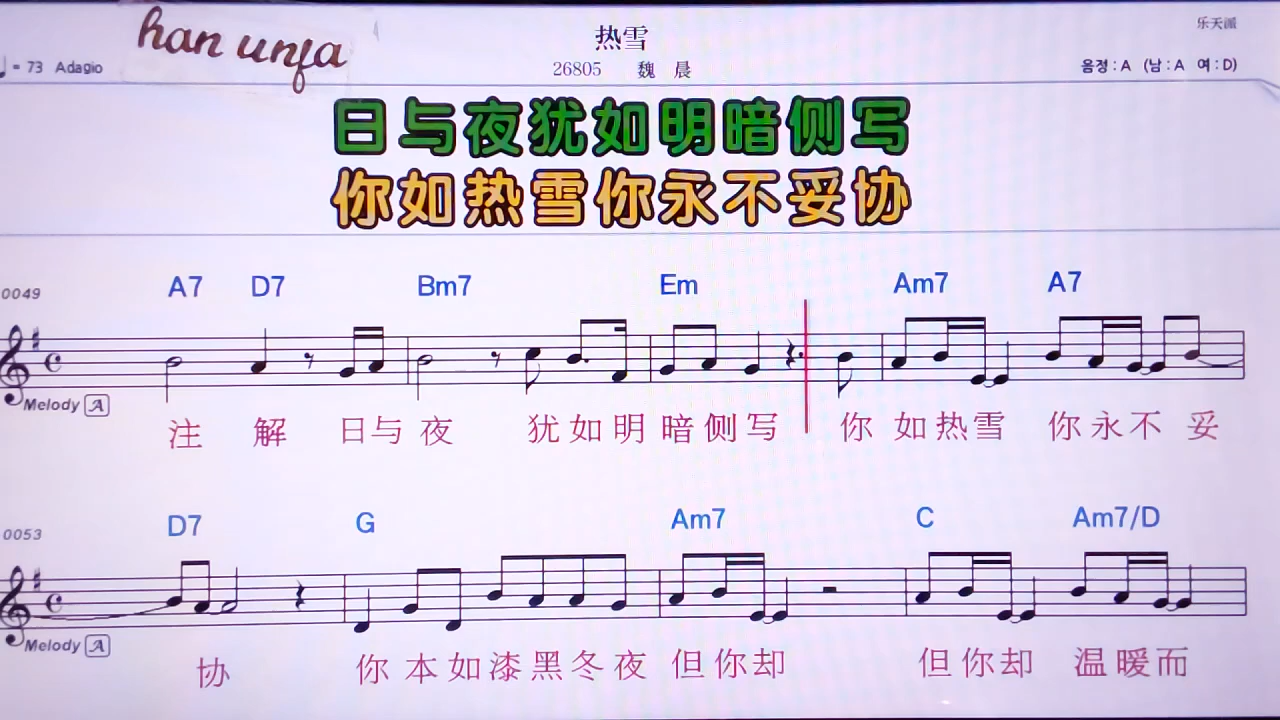 han unfa
热雪
乐天派
= 73 Adagio
26805 魏 晨
음정 : A (남 : A 여 : D)
日与夜犹如明暗侧写
你如热雪你永不妥协
A7 D7 Bm7 Em Am7 A7
0049
Melody A
注 解 日与 夜 犹 如 明 暗 侧 写 你 如 热 雪 你 永 不 妥
D7 G Am7 C Am7/D
0053
Melody A
协 你 本 如 漆 黑 冬 夜 但 你 却 但 你 却 温 暖 而